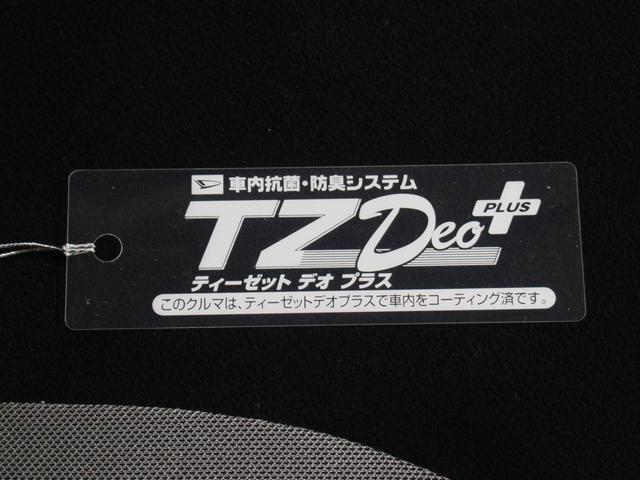 車内抗菌・防臭システム
TZ Deo PLUS
ティーゼット デオ プラス
このクルマは、ティーゼットデオプラスで車内をコーティング済です。